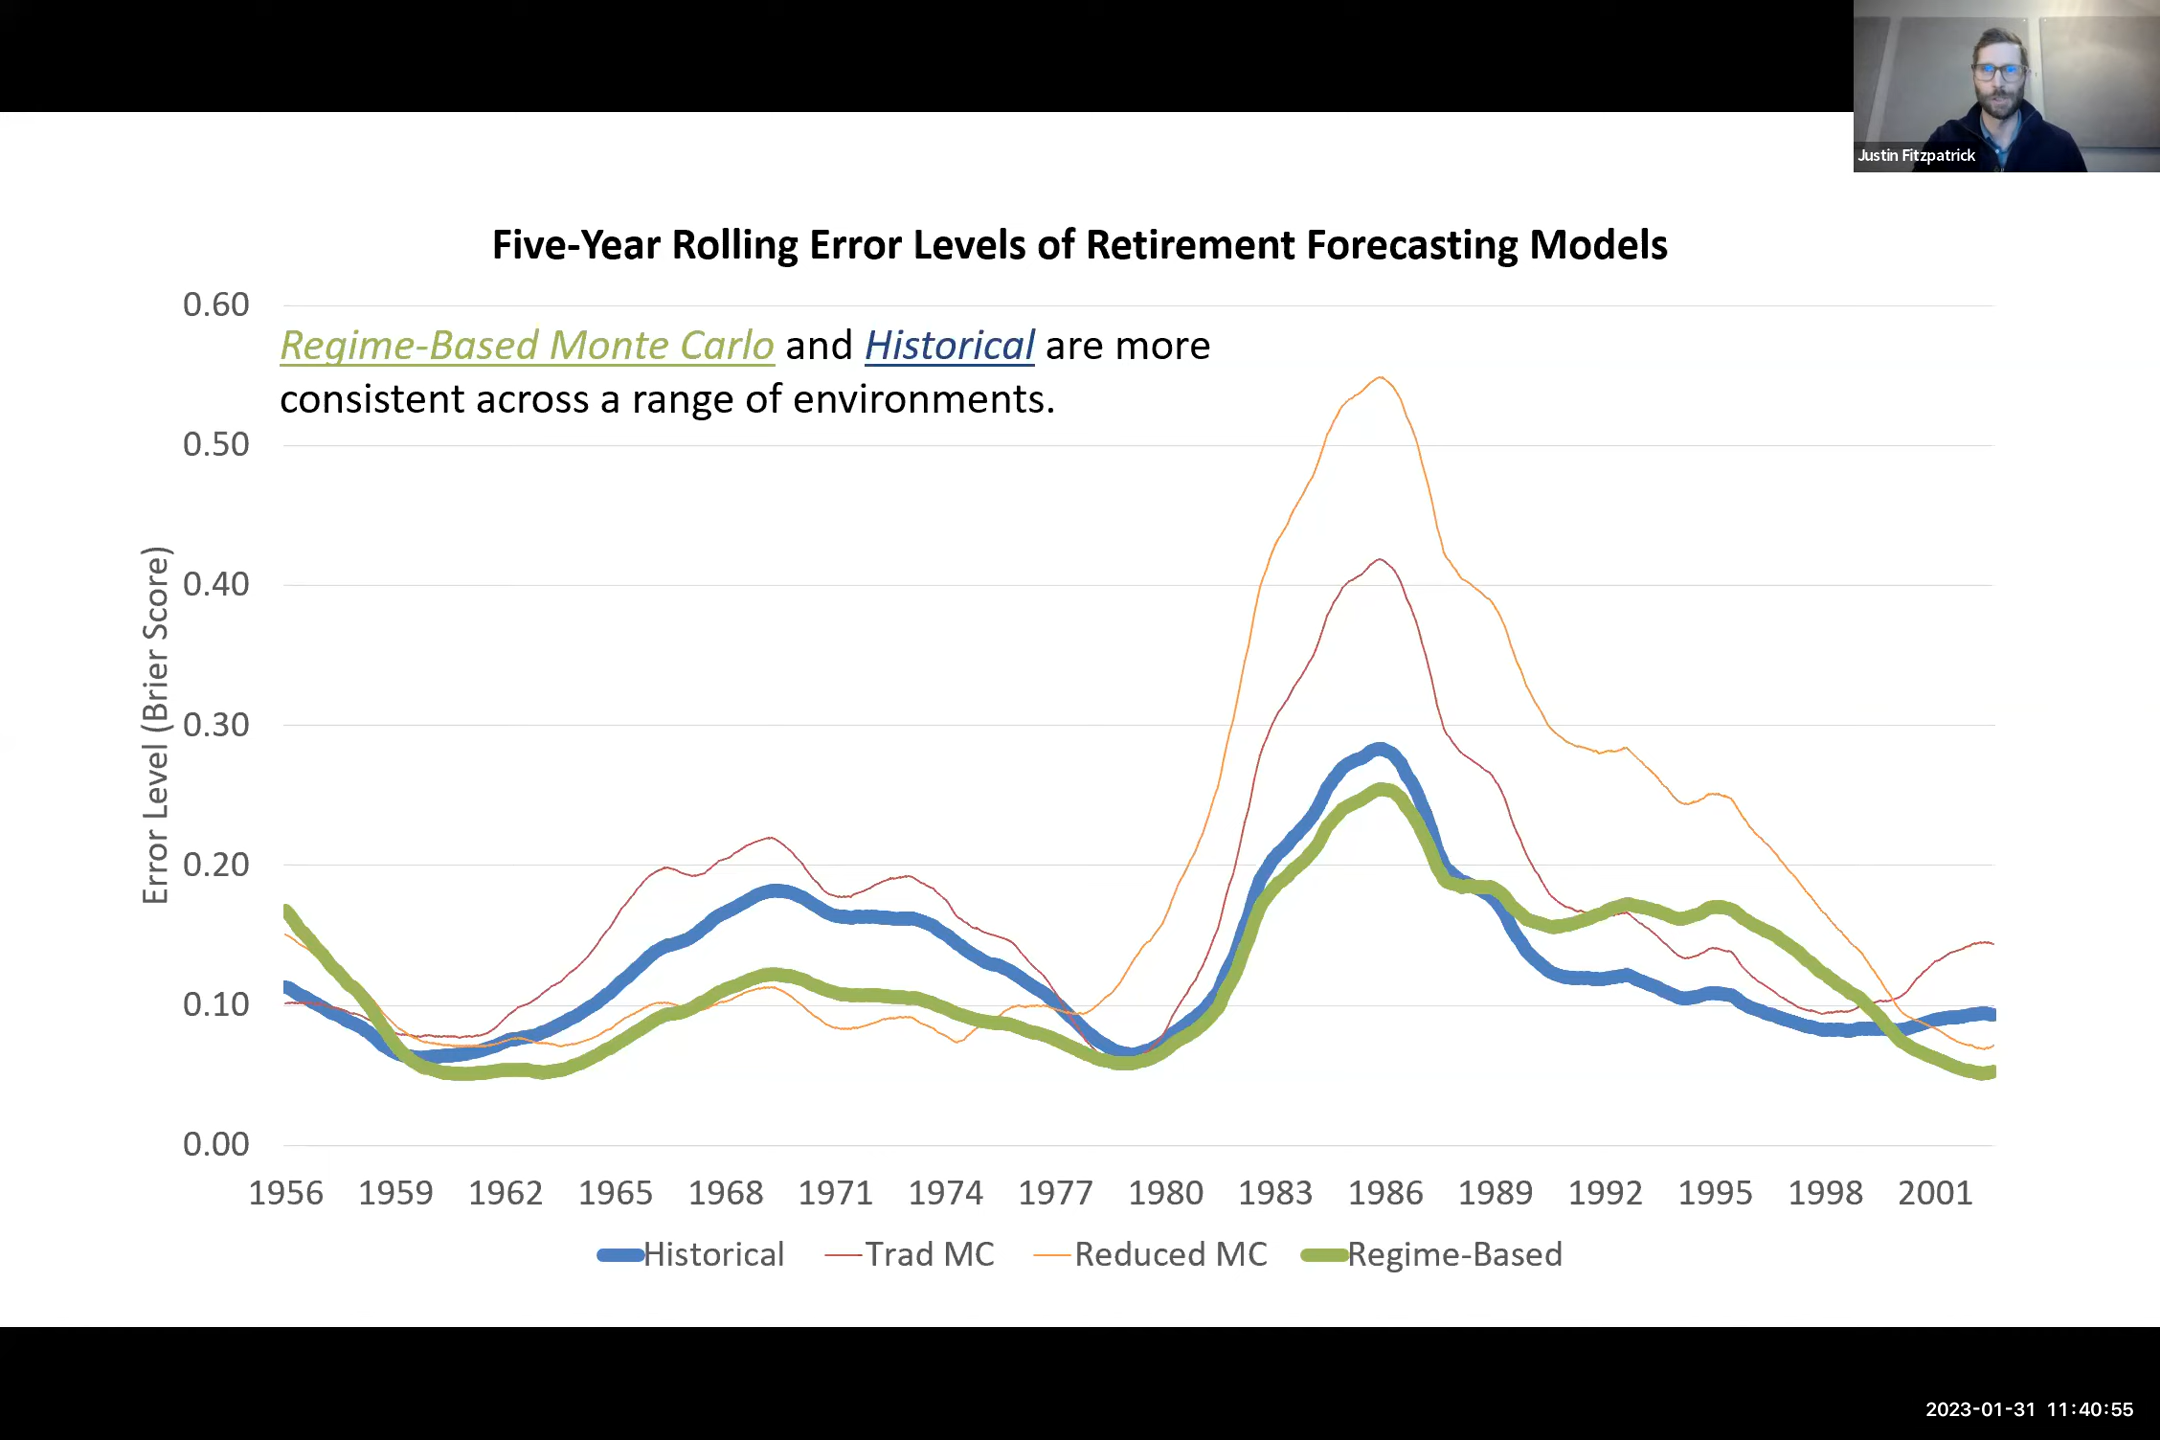 Justin Fitzpatrick
Five-Year Rolling Error Levels of Retirement Forecasting Models
Regime-Based Monte Carlo and Historical are more
consistent across a range of environments.
Error Level (Brier Score)
0.60
0.50
0.40
0.30
0.20
0.10
0.00
1956 1959 1962 1965 1968 1971 1974 1977 1980 1983 1986 1989 1992 1995 1998 2001
Historical Trad MC Reduced MC Regime-Based
2023-01-31 11:40:55